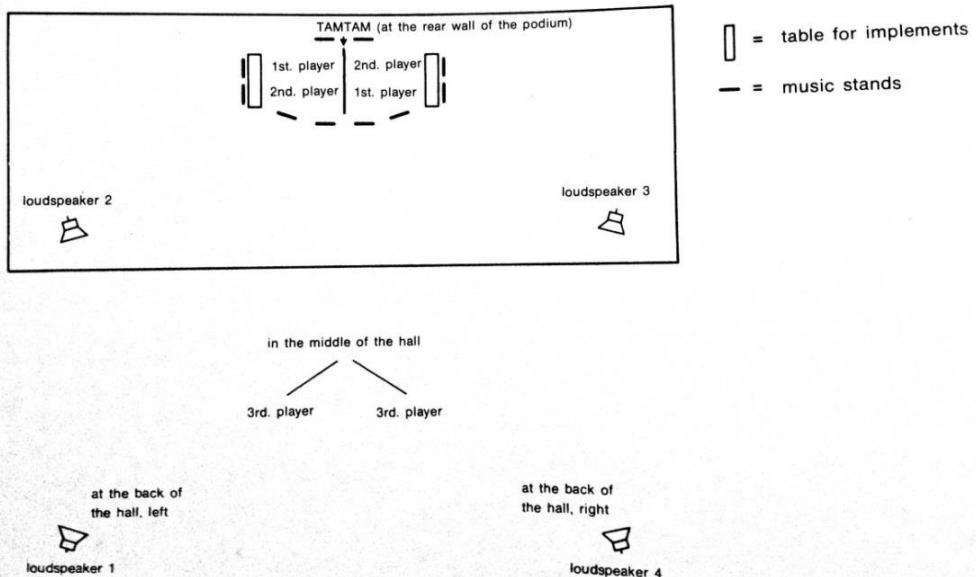 TAMTAM (at the rear wall of the podium)
1st. player 2nd. player
2nd. player 1st. player
= table for implements
= music stands
loudspeaker 2
loudspeaker 3
in the middle of the hall
3rd. player 3rd. player
at the back of
the hall, left
loudspeaker 1
at the back of
the hall, right
loudspeaker 4